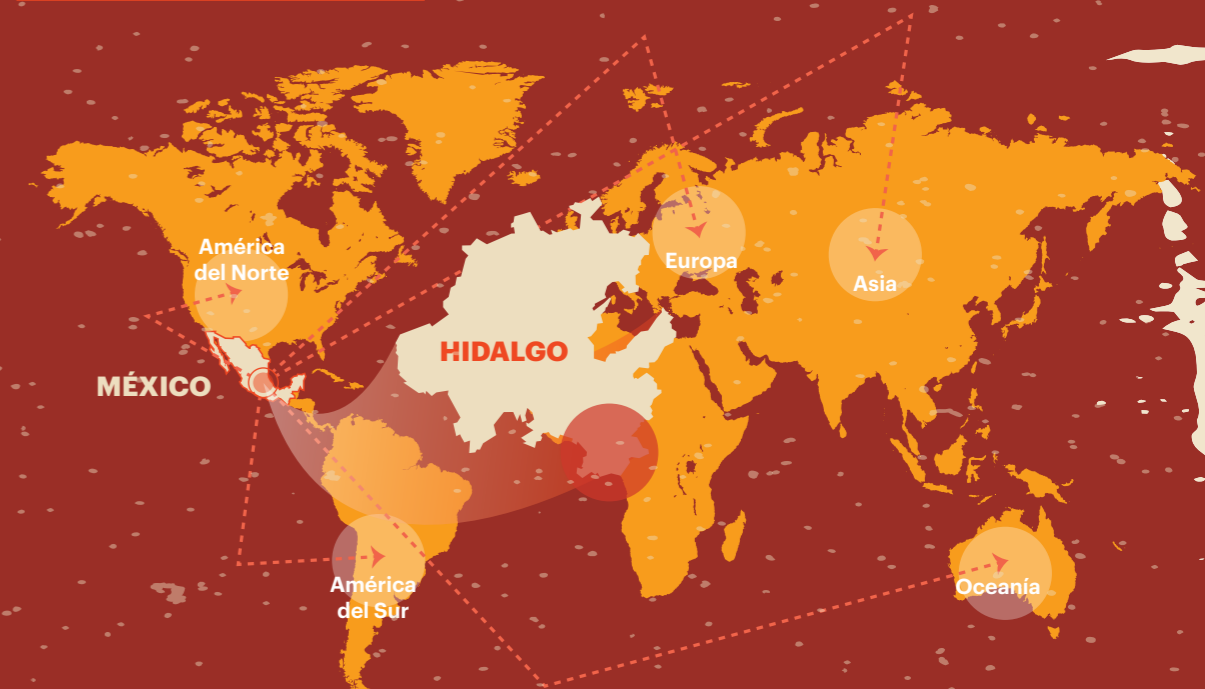 América
del Norte
Europa
Asia
HIDALGO
MÉXICO
América
del Sur
Oceanía